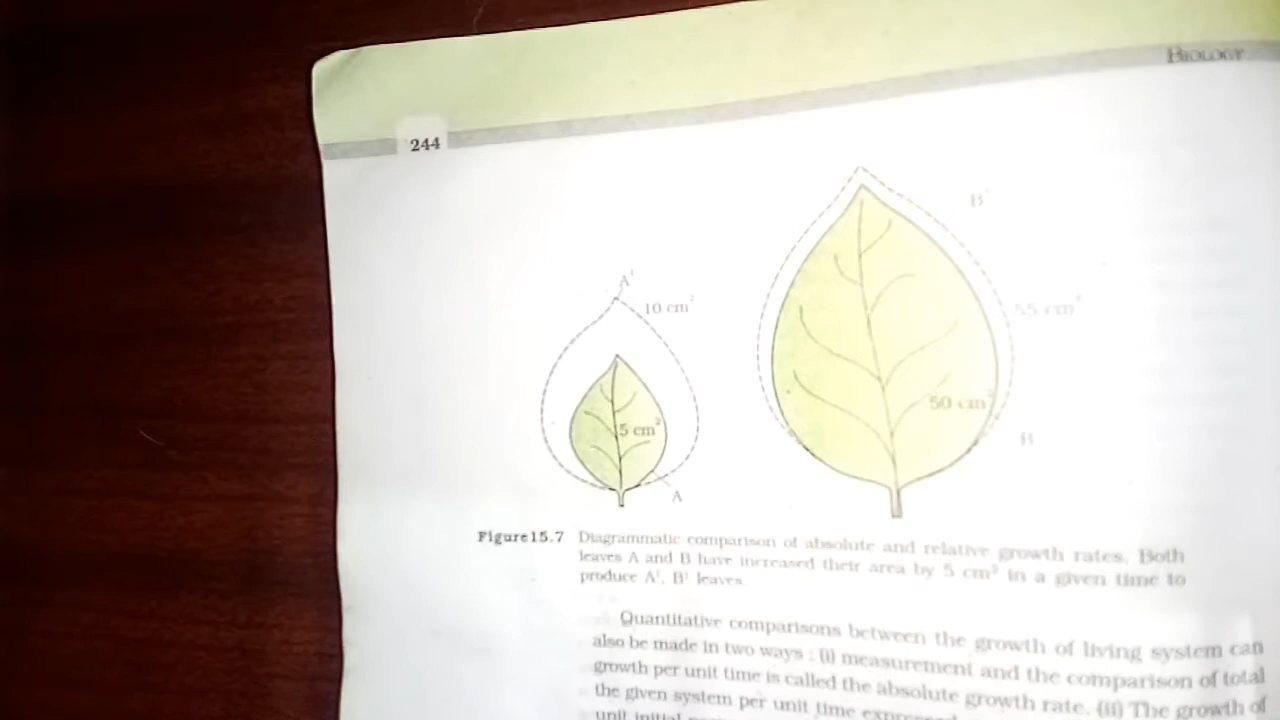 BIOLOGY
244
B'
A'
10 cm²
55 cm²
50 cm²
5 cm²
B
A
Figure15.7 Diagrammatic comparison of absolute and relative growth rates. Both
leaves A and B have increased their area by 5 cm² in a given time to
produce A', B' leaves.
Quantitative comparisons between the growth of living system can
also be made in two ways : (i) measurement and the comparison of total
growth per unit time is called the absolute growth rate. (ii) The growth of
the given system per unit time expressed
unit initial